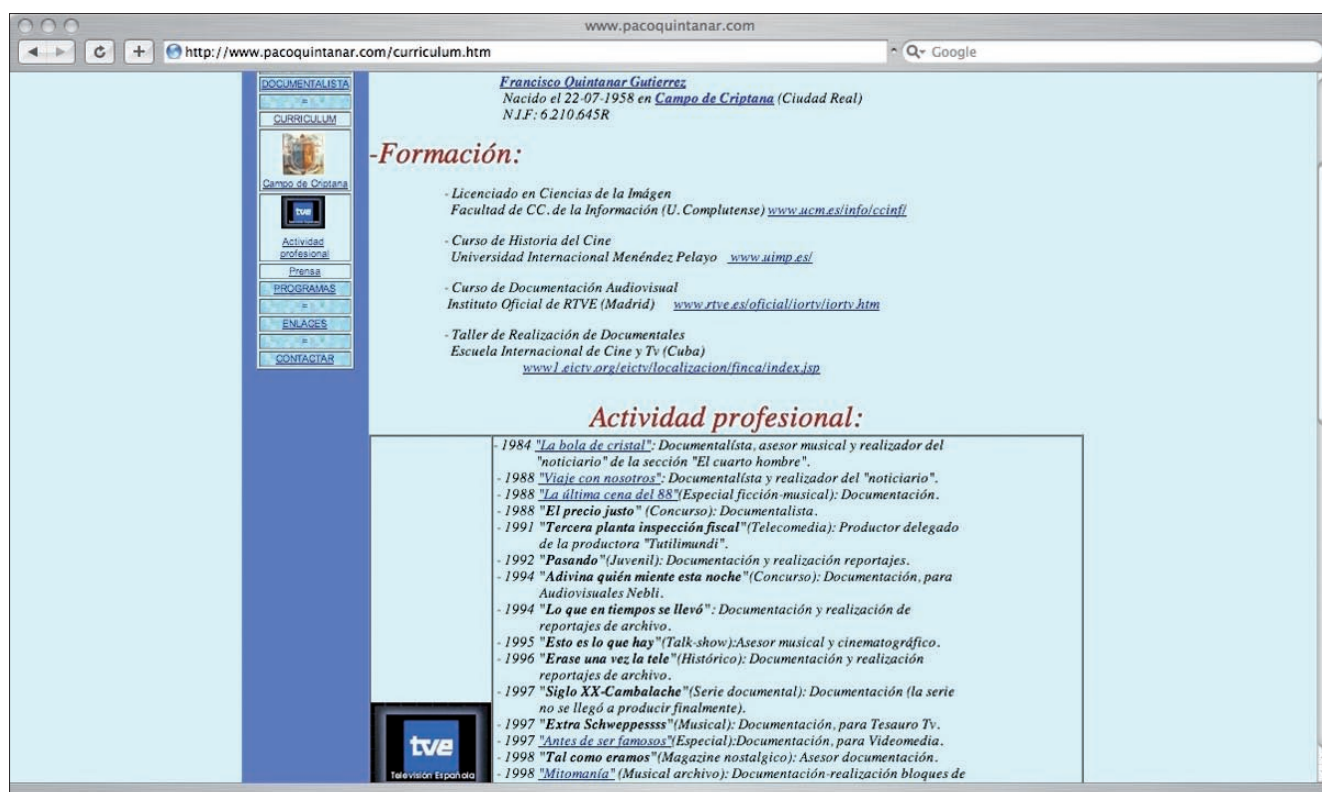 www.pacoquintanar.com
http://www.pacoquintanar.com/curriculum.htm
Google
DOCUMENTALISTA
=
CURRICULUM
Campo de Criptana
tve
Actividad
profesional
Prensa
PROGRAMAS
=
ENLACES
=
CONTACTAR
Francisco Quintanar Gutierrez
Nacido el 22-07-1958 en Campo de Criptana (Ciudad Real)
N.I.F: 6.210.645R
-Formación:
- Licenciado en Ciencias de la Imágen
Facultad de CC. de la Información (U. Complutense) www.ucm.es/info/ccinf/
- Curso de Historia del Cine
Universidad Internacional Menéndez Pelayo www.uimp.es/
- Curso de Documentación Audiovisual
Instituto Oficial de RTVE (Madrid) www.rtve.es/oficial/iortv/iortv.htm
- Taller de Realización de Documentales
Escuela Internacional de Cine y Tv (Cuba)
www1.eictv.org/eictv/localizacion/finca/index.jsp
Actividad profesional:
- 1984 "La bola de cristal": Documentalísta, asesor musical y realizador del
"noticiario" de la sección "El cuarto hombre".
- 1988 "Viaje con nosotros": Documentalísta y realizador del "noticiario".
- 1988 "La última cena del 88"(Especial ficción-musical): Documentación.
- 1988 "El precio justo" (Concurso): Documentalista.
- 1991 "Tercera planta inspección fiscal"(Telecomedia): Productor delegado
de la productora "Tutilimundi".
- 1992 "Pasando"(Juvenil): Documentación y realización reportajes.
- 1994 "Adivina quién miente esta noche"(Concurso): Documentación, para
Audiovisuales Nebli.
- 1994 "Lo que en tiempos se llevó": Documentación y realización de
reportajes de archivo.
- 1995 "Esto es lo que hay"(Talk-show):Asesor musical y cinematográfico.
- 1996 "Erase una vez la tele"(Histórico): Documentación y realización
reportajes de archivo.
- 1997 "Siglo XX-Cambalache"(Serie documental): Documentación (la serie
no se llegó a producir finalmente).
- 1997 "Extra Schweppessss"(Musical): Documentación, para Tesauro Tv.
- 1997 "Antes de ser famosos"(Especial):Documentación, para Videomedia.
- 1998 "Tal como eramos"(Magazine nostalgico): Asesor documentación.
- 1998 "Mitomanía" (Musical archivo): Documentación-realización bloques de
tve
Televisión Española